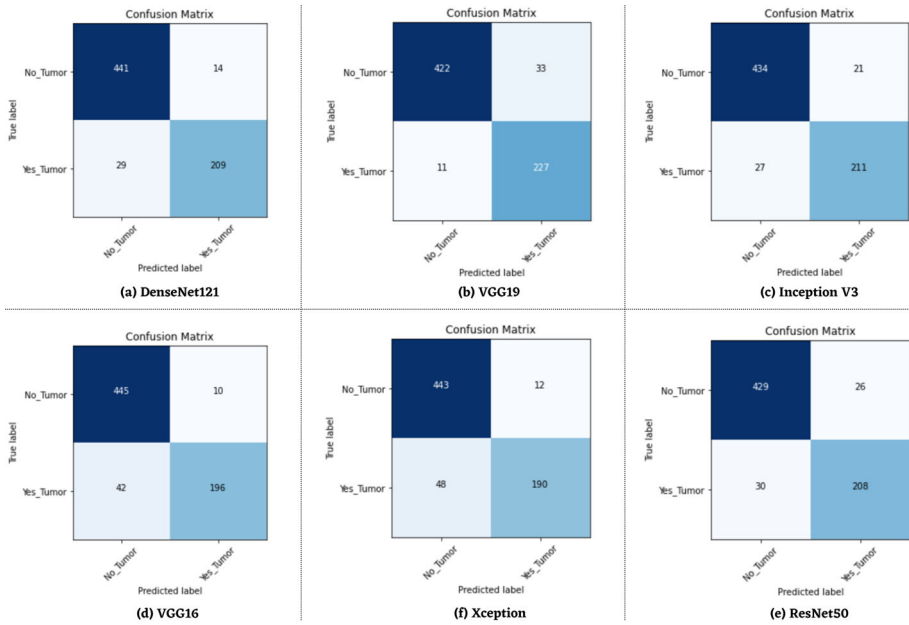 Confusion Matrix
No_Tumor 441 14
True label
Yes_Tumor 29 209
No_Tumor Yes_Tumor
Predicted label
(a) DenseNet121
Confusion Matrix
No_Tumor 422 33
True label
Yes_Tumor 11 227
No_Tumor Yes_Tumor
Predicted label
(b) VGG19
Confusion Matrix
No_Tumor 434 21
True label
Yes_Tumor 27 211
No_Tumor Yes_Tumor
Predicted label
(c) Inception V3
Confusion Matrix
No_Tumor 445 10
True label
Yes_Tumor 42 196
No_Tumor Yes_Tumor
Predicted label
(d) VGG16
Confusion Matrix
No_Tumor 443 12
True label
Yes_Tumor 48 190
No_Tumor Yes_Tumor
Predicted label
(f) Xception
Confusion Matrix
No_Tumor 429 26
True label
Yes_Tumor 30 208
No_Tumor Yes_Tumor
Predicted label
(e) ResNet50